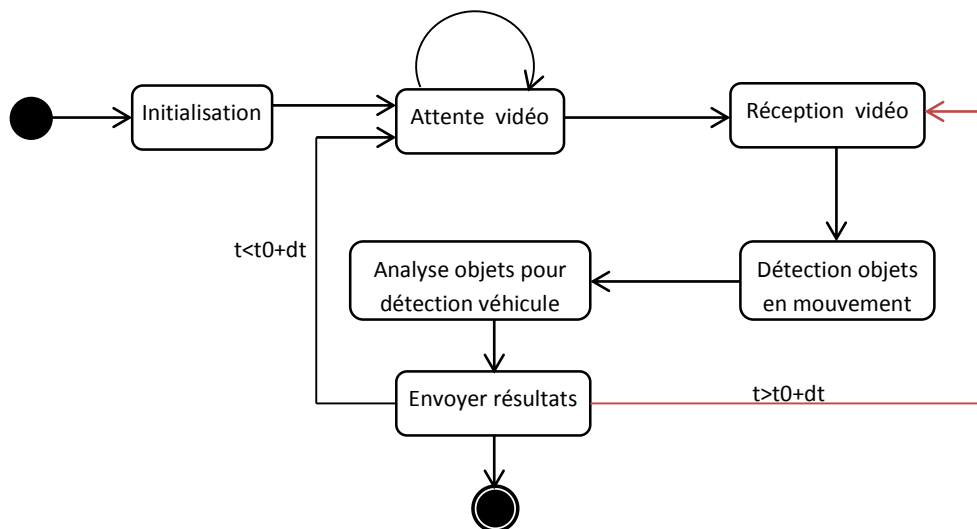 Initialisation
Attente vidéo
Réception vidéo
t<t0+dt
Analyse objets pour
détection véhicule
Détection objets
en mouvement
Envoyer résultats
t>t0+dt